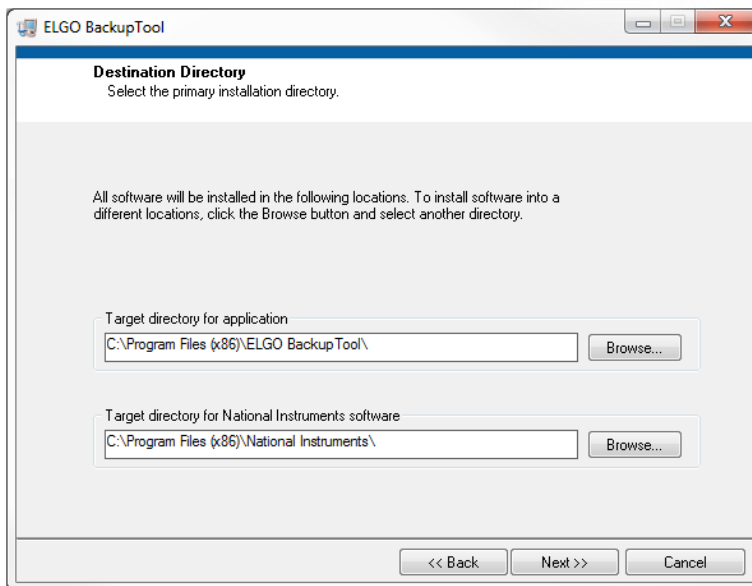 ELGO BackupTool
Destination Directory
Select the primary installation directory.
All software will be installed in the following locations. To install software into a
different locations, click the Browse button and select another directory.
Target directory for application
C:\Program Files (x86)\ELGO BackupTool\
Browse...
Target directory for National Instruments software
C:\Program Files (x86)\National Instruments\
Browse...
<< Back
Next >>
Cancel